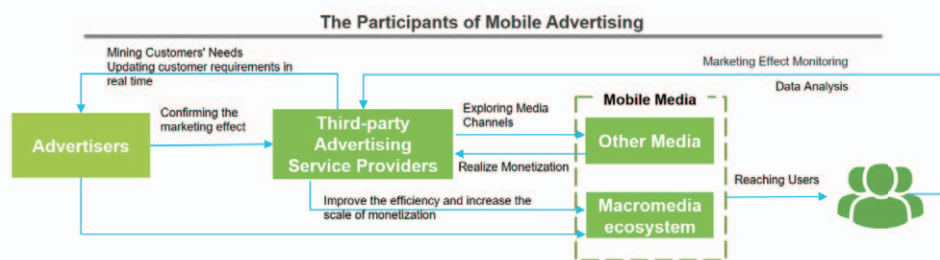 The Participants of Mobile Advertising
Mining Customers' Needs
Updating customer requirements in
real time
Marketing Effect Monitoring
Data Analysis
Confirming the
marketing effect
Advertisers
Third-party
Advertising
Service Providers
Exploring Media
Channels
Realize Monetization
Mobile Media
Other Media
Macromedia
ecosystem
Reaching Users
Improve the efficiency and increase the
scale of monetization